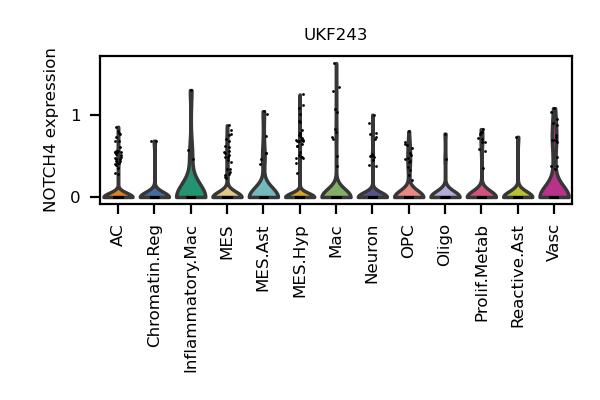 UKF243
NOTCH4 expression
1
0
AC
Chromatin.Reg
Inflammatory.Mac
MES
MES.Ast
MES.Hyp
Mac
Neuron
OPC
Oligo
Prolif.Metab
Reactive.Ast
Vasc